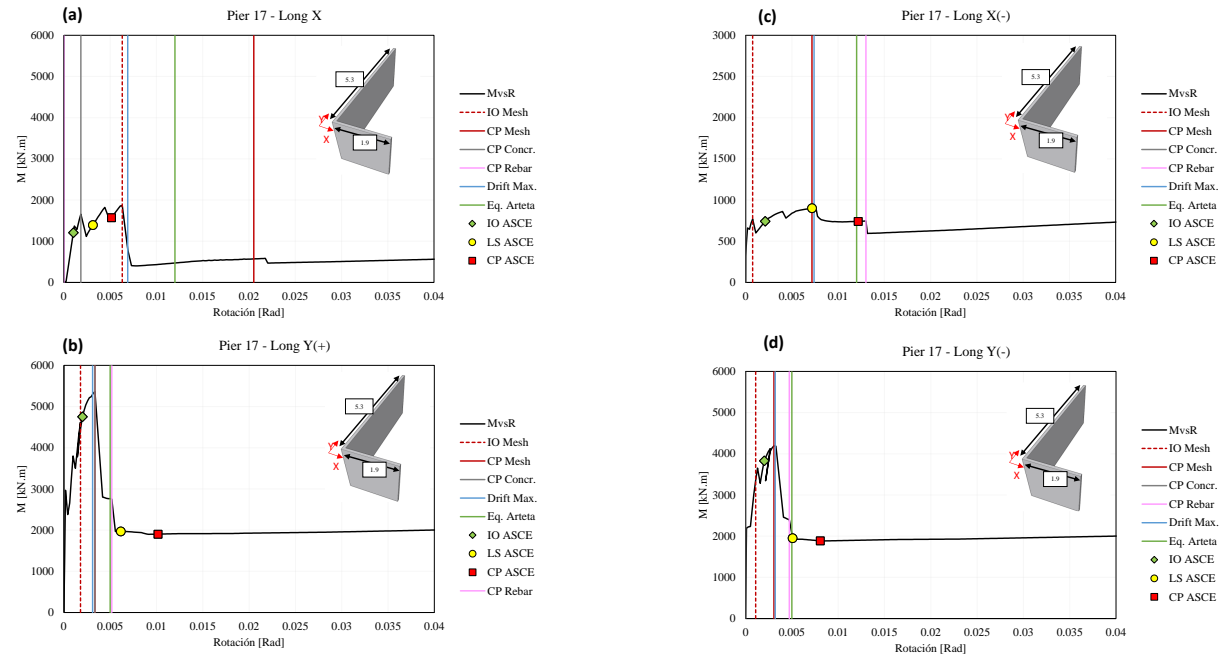 (a)
Pier 17 - Long X
6000
5000
4000
3000
2000
1000
0
M [kN.m]
0 0.005 0.01 0.015 0.02 0.025 0.03 0.035 0.04
Rotación [Rad]
5.3
Y
X
1.9
MvsR
IO Mesh
CP Mesh
CP Concr.
CP Rebar
Drift Max.
Eq. Arteta
IO ASCE
LS ASCE
CP ASCE
(c)
Pier 17 - Long X(-)
3000
2500
2000
1500
1000
500
0
M [kN.m]
0 0.005 0.01 0.015 0.02 0.025 0.03 0.035 0.04
Rotación [Rad]
5.3
Y
X
1.9
MvsR
IO Mesh
CP Mesh
CP Concr.
CP Rebar
Drift Max.
Eq. Arteta
IO ASCE
LS ASCE
CP ASCE
(b)
Pier 17 - Long Y(+)
6000
5000
4000
3000
2000
1000
0
M [kN.m]
0 0.005 0.01 0.015 0.02 0.025 0.03 0.035 0.04
Rotación [Rad]
5.3
Y
X
1.9
MvsR
IO Mesh
CP Mesh
CP Concr.
Drift Max.
Eq. Arteta
IO ASCE
LS ASCE
CP ASCE
CP Rebar
(d)
Pier 17 - Long Y(-)
6000
5000
4000
3000
2000
1000
0
M [kN.m]
0 0.005 0.01 0.015 0.02 0.025 0.03 0.035 0.04
Rotación [Rad]
5.3
Y
X
1.9
MvsR
IO Mesh
CP Mesh
CP Concr.
CP Rebar
Drift Max.
Eq. Arteta
IO ASCE
LS ASCE
CP ASCE